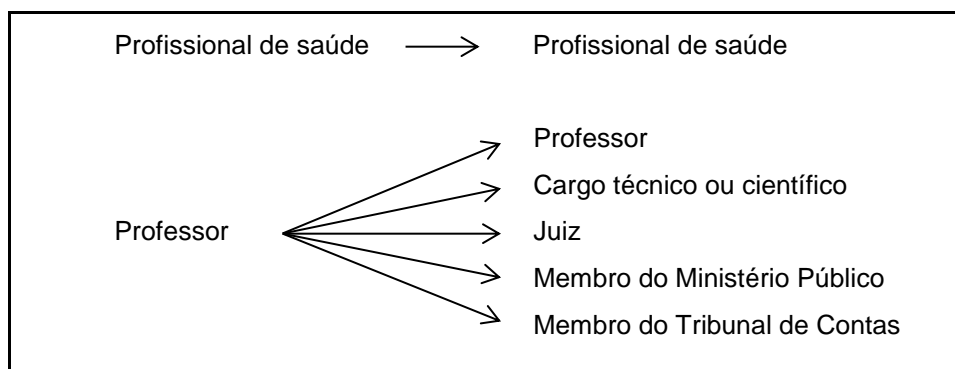 Profissional de saúde Profissional de saúde
Professor
Cargo técnico ou científico
Professor Juiz
Membro do Ministério Público
Membro do Tribunal de Contas